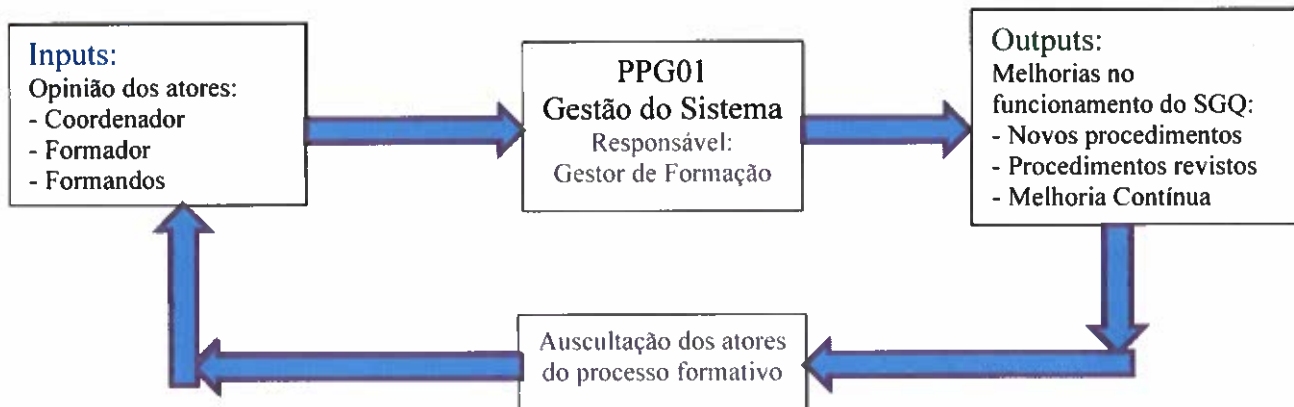 Inputs:
Opinião dos atores:
- Coordenador
- Formador
- Formandos
PPG01
Gestão do Sistema
Responsável:
Gestor de Formação
Outputs:
Melhorias no
funcionamento do SGQ:
- Novos procedimentos
- Procedimentos revistos
- Melhoria Contínua
Auscultação dos atores
do processo formativo